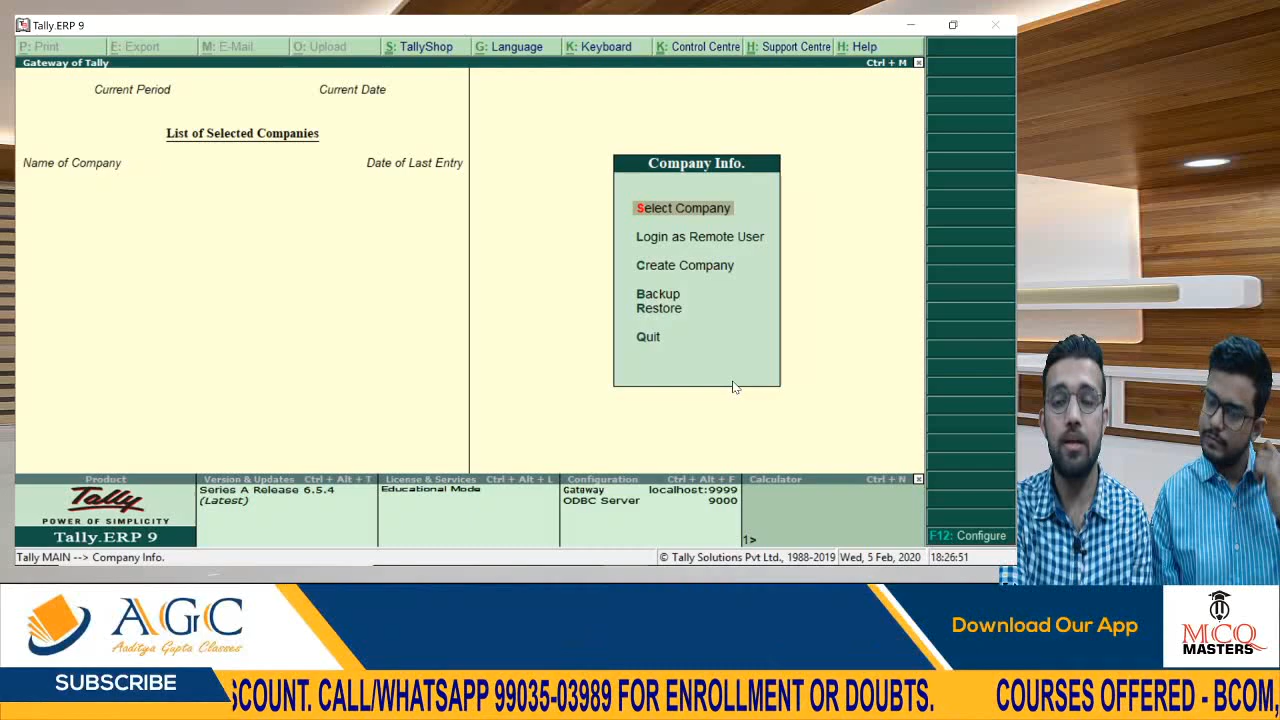 Tally.ERP 9
P: Print E: Export M: E-Mail O: Upload S: TallyShop G: Language K: Keyboard K: Control Centre H: Support Centre H: Help
Gateway of Tally Ctrl + M
Current Period Current Date
List of Selected Companies
Name of Company Date of Last Entry
Company Info.
Select Company
Login as Remote User
Create Company
Backup
Restore
Quit
F12: Configure
Product Version & Updates Ctrl + Alt + T License & Services Ctrl + Alt + L Configuration Ctrl + Alt + F Calculator Ctrl + N
Tally
POWER OF SIMPLICITY
Tally.ERP 9
Series A Release 6.5.4
(Latest)
Educational Mode
Gateway localhost:9999
ODBC Server 9000
1>
Tally MAIN --> Company Info. © Tally Solutions Pvt Ltd., 1988-2019 Wed, 5 Feb, 2020 18:26:51
AGC
Aaditya Gupta Classes
Download Our App
MCQ
MASTERS
SUBSCRIBE
SCOUNT. CALL/WHATSAPP 99035-03989 FOR ENROLLMENT OR DOUBTS. COURSES OFFERED - BCOM,